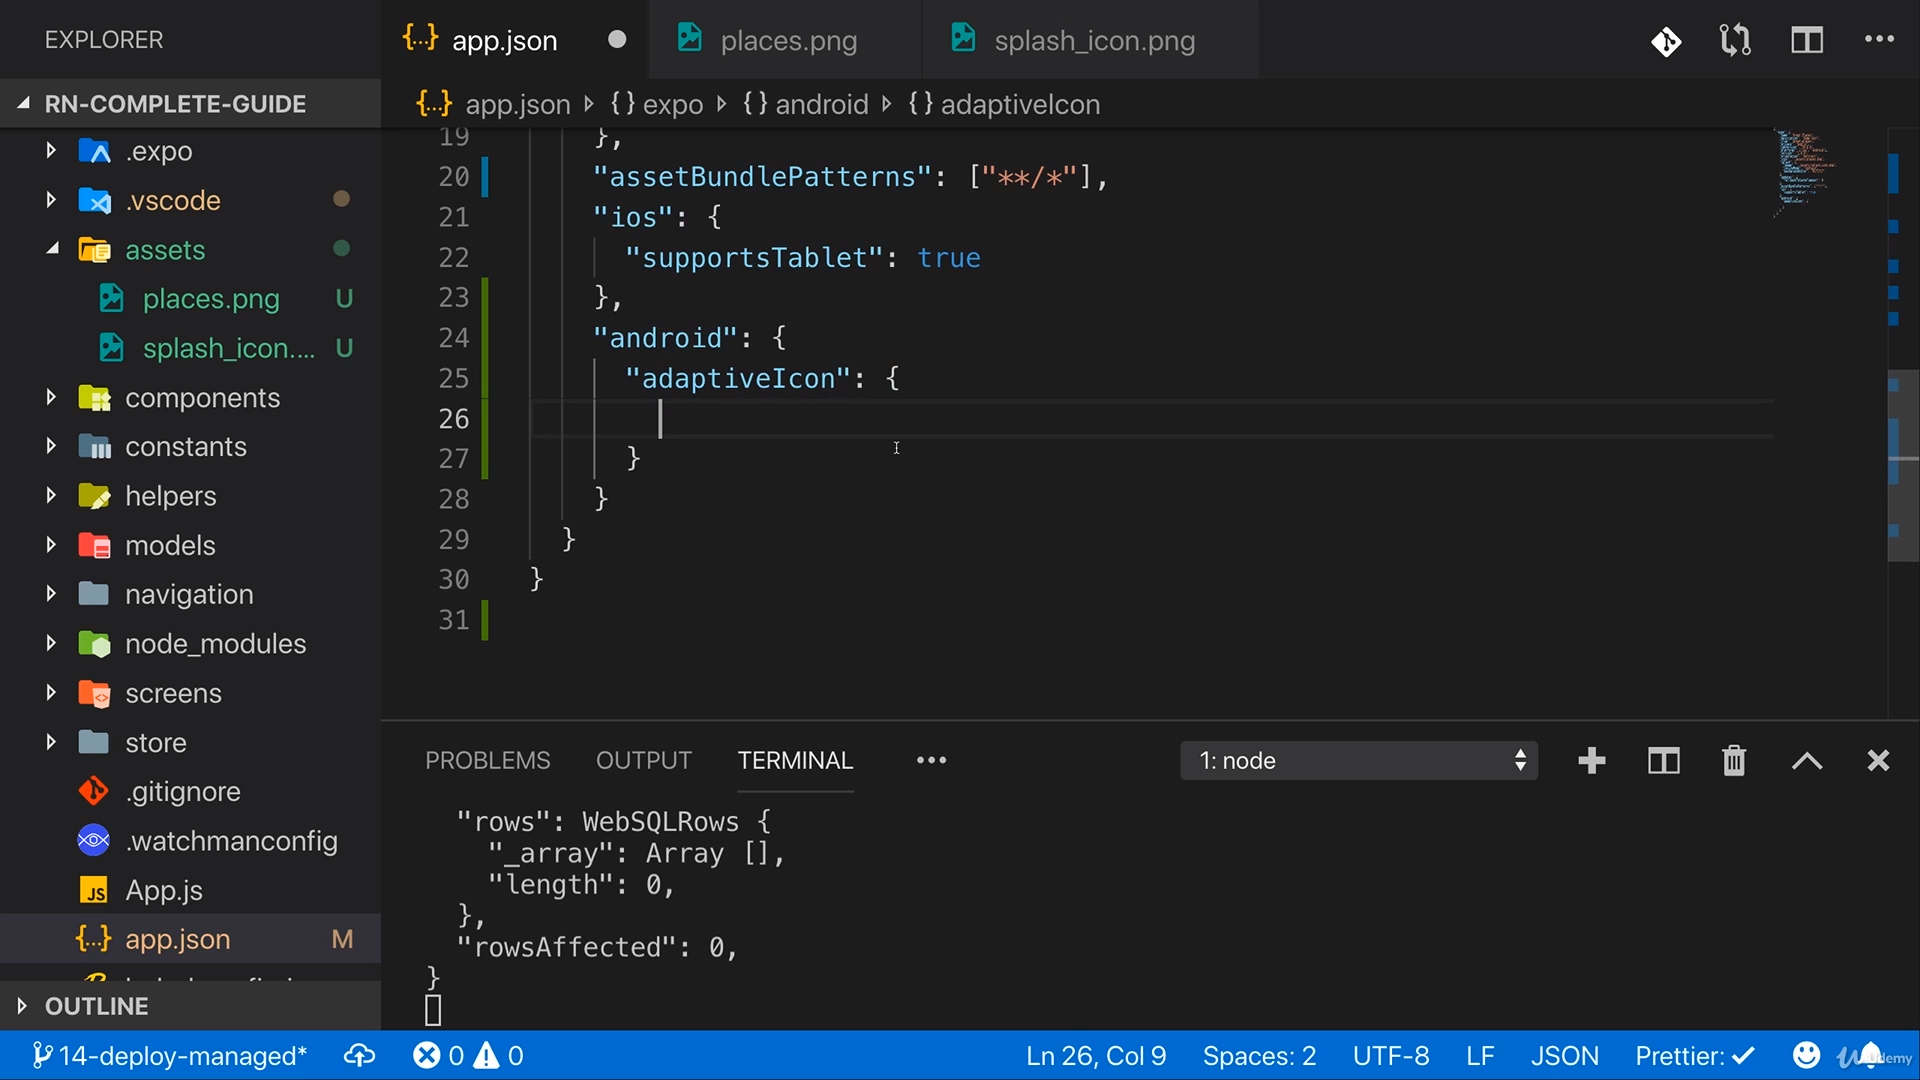 EXPLORER
{..} app.json
places.png
splash_icon.png
RN-COMPLETE-GUIDE
{..} app.json {} expo {} android {} adaptiveIcon
.expo
.vscode
assets
places.png U
splash_icon.... U
components
constants
helpers
models
navigation
node_modules
screens
store
.gitignore
.watchmanconfig
JS App.js
{..} app.json M
OUTLINE
19 },
20 "assetBundlePatterns": ["**/*"],
21 "ios": {
22 "supportsTablet": true
23 },
24 "android": {
25 "adaptiveIcon": {
26
27 }
28 }
29 }
30 }
31
PROBLEMS OUTPUT TERMINAL ••• 1: node
"rows": WebSQLRows {
"_array": Array [],
"length": 0,
},
"rowsAffected": 0,
}
14-deploy-managed* 0 0 Ln 26, Col 9 Spaces: 2 UTF-8 LF JSON Prettier: ✓
Udemy